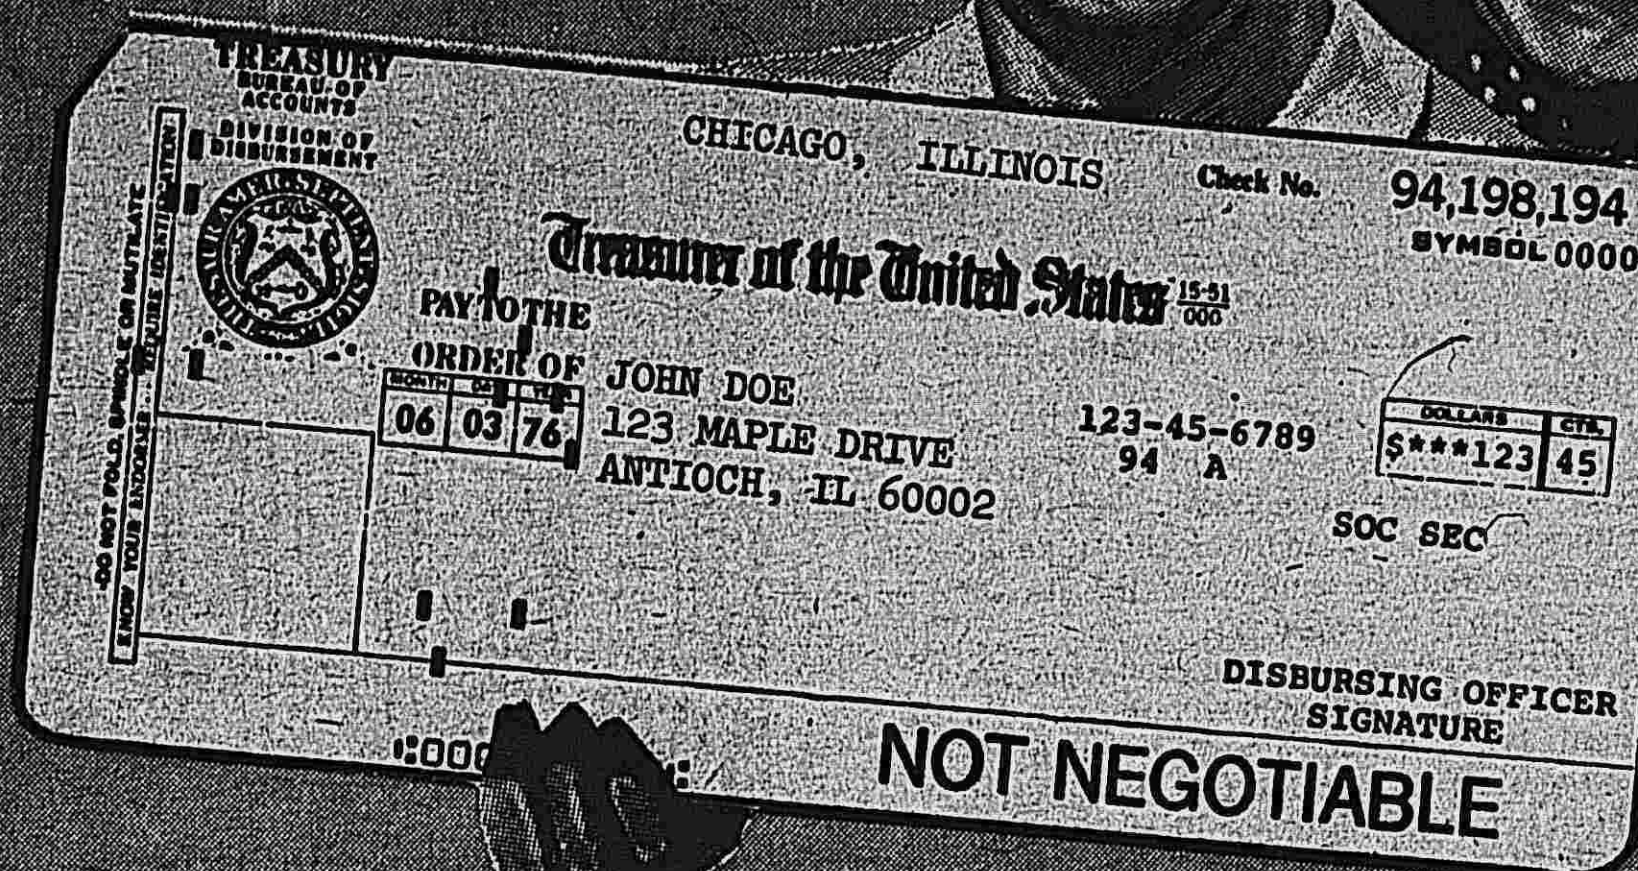 TREASURY
BUREAU OF
ACCOUNTS
DIVISION OF
DISBURSEMENT
DO NOT FOLD, SPINDLE OR MUTILATE
KNOW YOUR ENDORSER . . . REQUIRE IDENTIFICATION
CHICAGO, ILLINOIS
Check No. 94,198,194
SYMBOL 0000
Treasurer of the United States 15-51
000
PAY TO THE
ORDER OF JOHN DOE
123 MAPLE DRIVE
ANTIOCH, IL 60002
MONTH DAY YEAR
06 03 76
123-45-6789
94 A
DOLLARS CTS.
$***123 45
SOC SEC
DISBURSING OFFICER
SIGNATURE
NOT NEGOTIABLE
⑆000